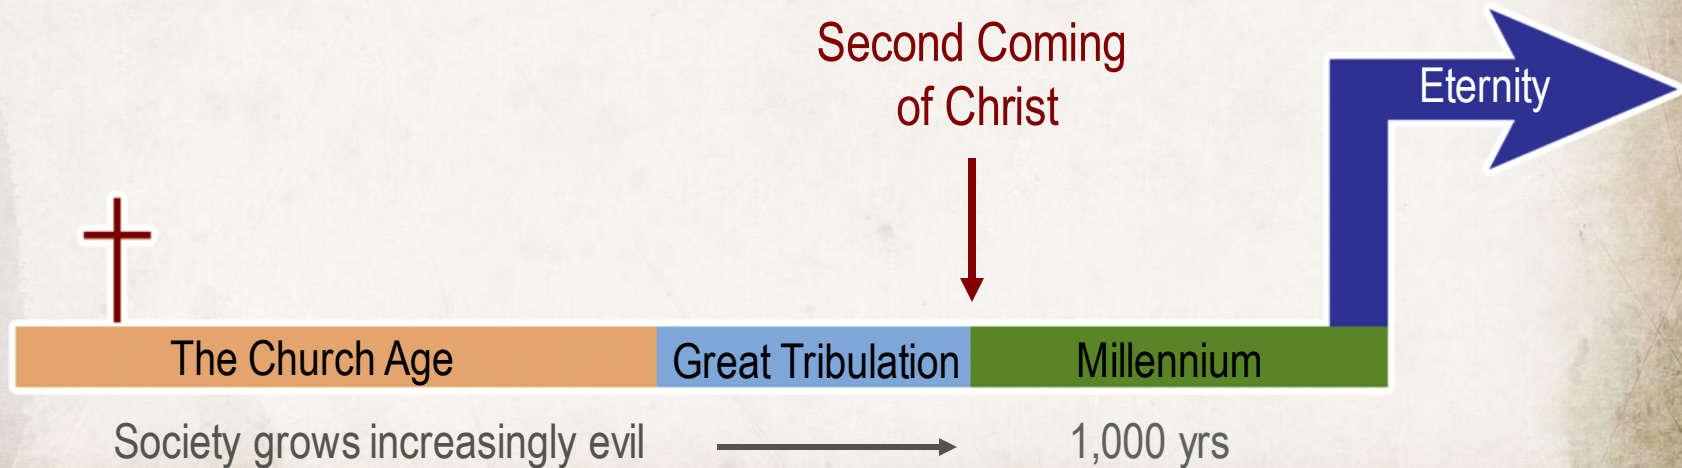 Second Coming
of Christ
Eternity
The Church Age
Great Tribulation
Millennium
Society grows increasingly evil
1,000 yrs